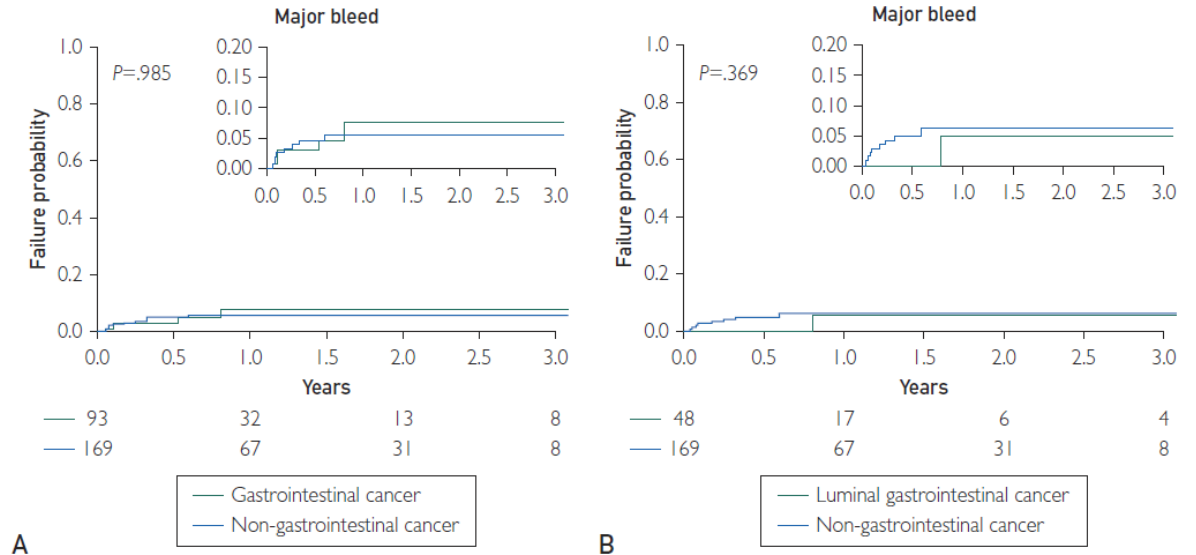 Major bleed
P=.985
Failure probability
1.0
0.8
0.6
0.4
0.2
0.0
0.20
0.15
0.10
0.05
0.00
0.0 0.5 1.0 1.5 2.0 2.5 3.0
0.0 0.5 1.0 1.5 2.0 2.5 3.0
Years
93 32 13 8
169 67 31 8
Gastrointestinal cancer
Non-gastrointestinal cancer
A
Major bleed
P=.369
Failure probability
1.0
0.8
0.6
0.4
0.2
0.0
0.20
0.15
0.10
0.05
0.00
0.0 0.5 1.0 1.5 2.0 2.5 3.0
0.0 0.5 1.0 1.5 2.0 2.5 3.0
Years
48 17 6 4
169 67 31 8
Luminal gastrointestinal cancer
Non-gastrointestinal cancer
B